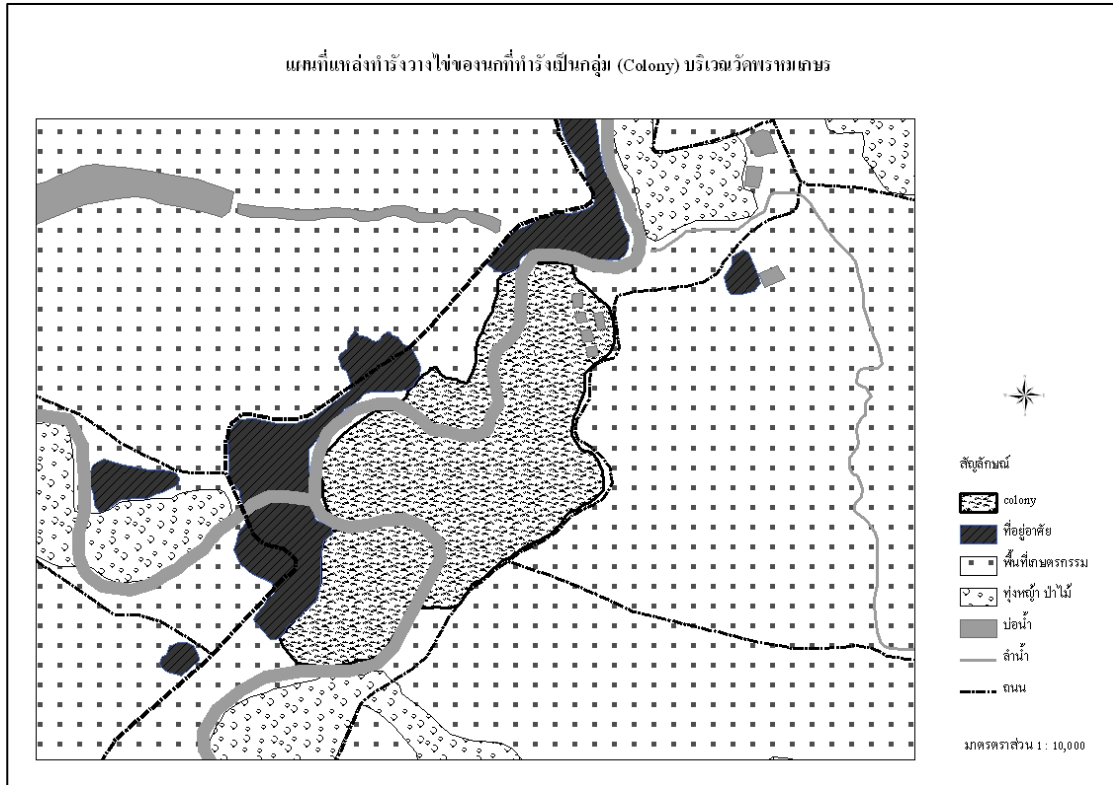 แผนที่แหล่งทำรังวางไข่ของนกที่ทำรังเป็นกลุ่ม (Colony) บริเวณวัดพรหมเกษร
สัญลักษณ์
colony
ที่อยู่อาศัย
พื้นที่เกษตรกรรม
ทุ่งหญ้า ป่าไม้
บ่อน้ำ
ลำน้ำ
ถนน
มาตรตราส่วน 1 : 10,000